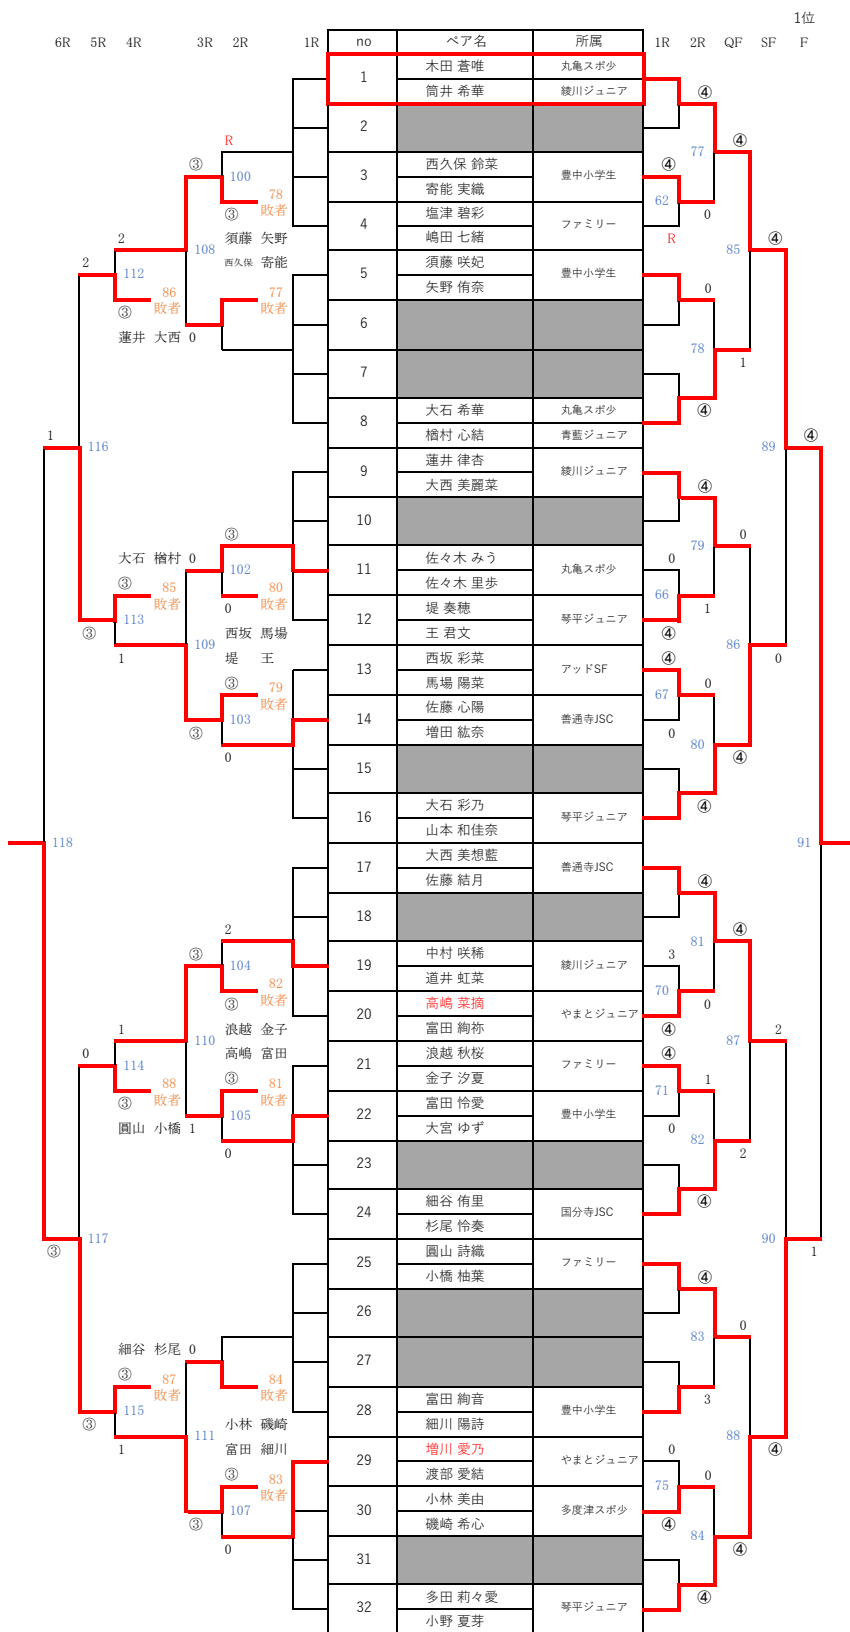 1位
6R 5R 4R 3R 2R 1R no ペア名 所属 1R 2R QF SF F
1 木田 蒼唯 丸亀スポ少
筒井 希華 綾川ジュニア
④
2
R ④
77
③ 3 西久保 鈴菜 豊中小学生 ④
100 78 寄能 実織 62
③ 敗者 4 塩津 碧彩 ファミリー 0
2 須藤 矢野 嶋田 七緒 R ④
108 85
2 西久保 寄能 5 須藤 咲妃 豊中小学生
112 86 77 矢野 侑奈 0
③ 敗者 敗者 6
蓮井 大西 0 78
1
7
8 大石 希華 丸亀スポ少 ④
1 楢村 心結 青藍ジュニア ④
116 89
9 蓮井 律杏 綾川ジュニア
大西 美麗菜 ④
10
③ 0
79
大石 楢村 0 11 佐々木 みう 丸亀スポ少 0
③ 85 102 80 佐々木 里歩 66
敗者 0 敗者 1
113 12 堤 奏穂 琴平ジュニア
③ 西坂 馬場 王 君文 ④
109 86
1 堤 王 13 西坂 彩菜 アッドSF ④ 0
③ 79 馬場 陽菜 67 0
敗者
③ 103 14 佐藤 心陽 善通寺JSC
0 増田 紘奈 0
80
15 ④
16 大石 彩乃 琴平ジュニア ④
山本 和佳奈
118 91
17 大西 美想藍 善通寺JSC
佐藤 結月 ④
18
2 ④
81
③ 19 中村 咲稀 綾川ジュニア 3
104 82 道井 虹菜 70
③ 敗者 20 高嶋 菜摘 やまとジュニア 0
1 浪越 金子 富田 絢祢 ④ 2
110 87
0 高嶋 富田 21 浪越 秋桜 ファミリー ④
114 88 ③ 81 金子 汐夏 71 1
③ 敗者 敗者
圓山 小橋 1 105 22 富田 怜愛 豊中小学生
0 大宮 ゆず 0
82
23 2
24 細谷 侑里 国分寺JSC ④
杉尾 怜奏
117 90
③ 25 圓山 詩織 ファミリー 1
小橋 柚葉 ④
26
0
83
細谷 杉尾 0 27
③ 87 84
敗者 敗者 3
115 28 富田 絢音 豊中小学生
③ 小林 磯崎 細川 陽詩
111 88
1 富田 細川 29 増川 愛乃 やまとジュニア 0 ④
③ 83 渡部 愛結 75 0
敗者
③ 107 30 小林 美由 多度津スポ少
0 磯崎 希心 ④
84
31 ④
32 多田 莉々愛 琴平ジュニア ④
小野 夏芽